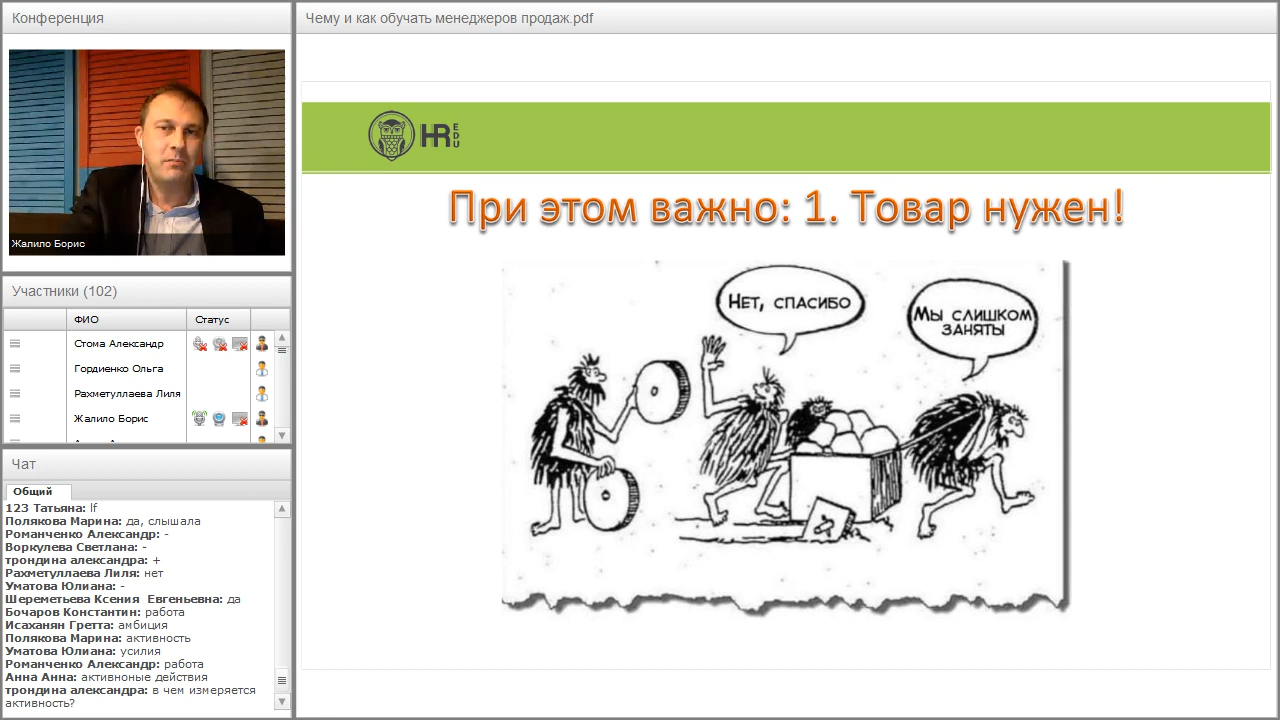 Конференция
Жалило Борис
Участники (102)
ФИО
Статус
Стома Александр
Гордиенко Ольга
Рахметуллаева Лиля
Жалило Борис
Чат
Общий
123 Татьяна: lf
Полякова Марина: да, слышала
Романченко Александр: -
Воркулева Светлана: -
трондина александра: +
Рахметуллаева Лиля: нет
Уматова Юлиана: -
Шереметьева Ксения Евгеньевна: да
Бочаров Константин: работа
Исаханян Гретта: амбиция
Полякова Марина: активность
Уматова Юлиана: усилия
Романченко Александр: работа
Анна Анна: активноные действия
трондина александра: в чем измеряется
активность?
Чему и как обучать менеджеров продаж.pdf
HR EDU
При этом важно: 1. Товар нужен!
Нет, спасибо
Мы слишком
заняты